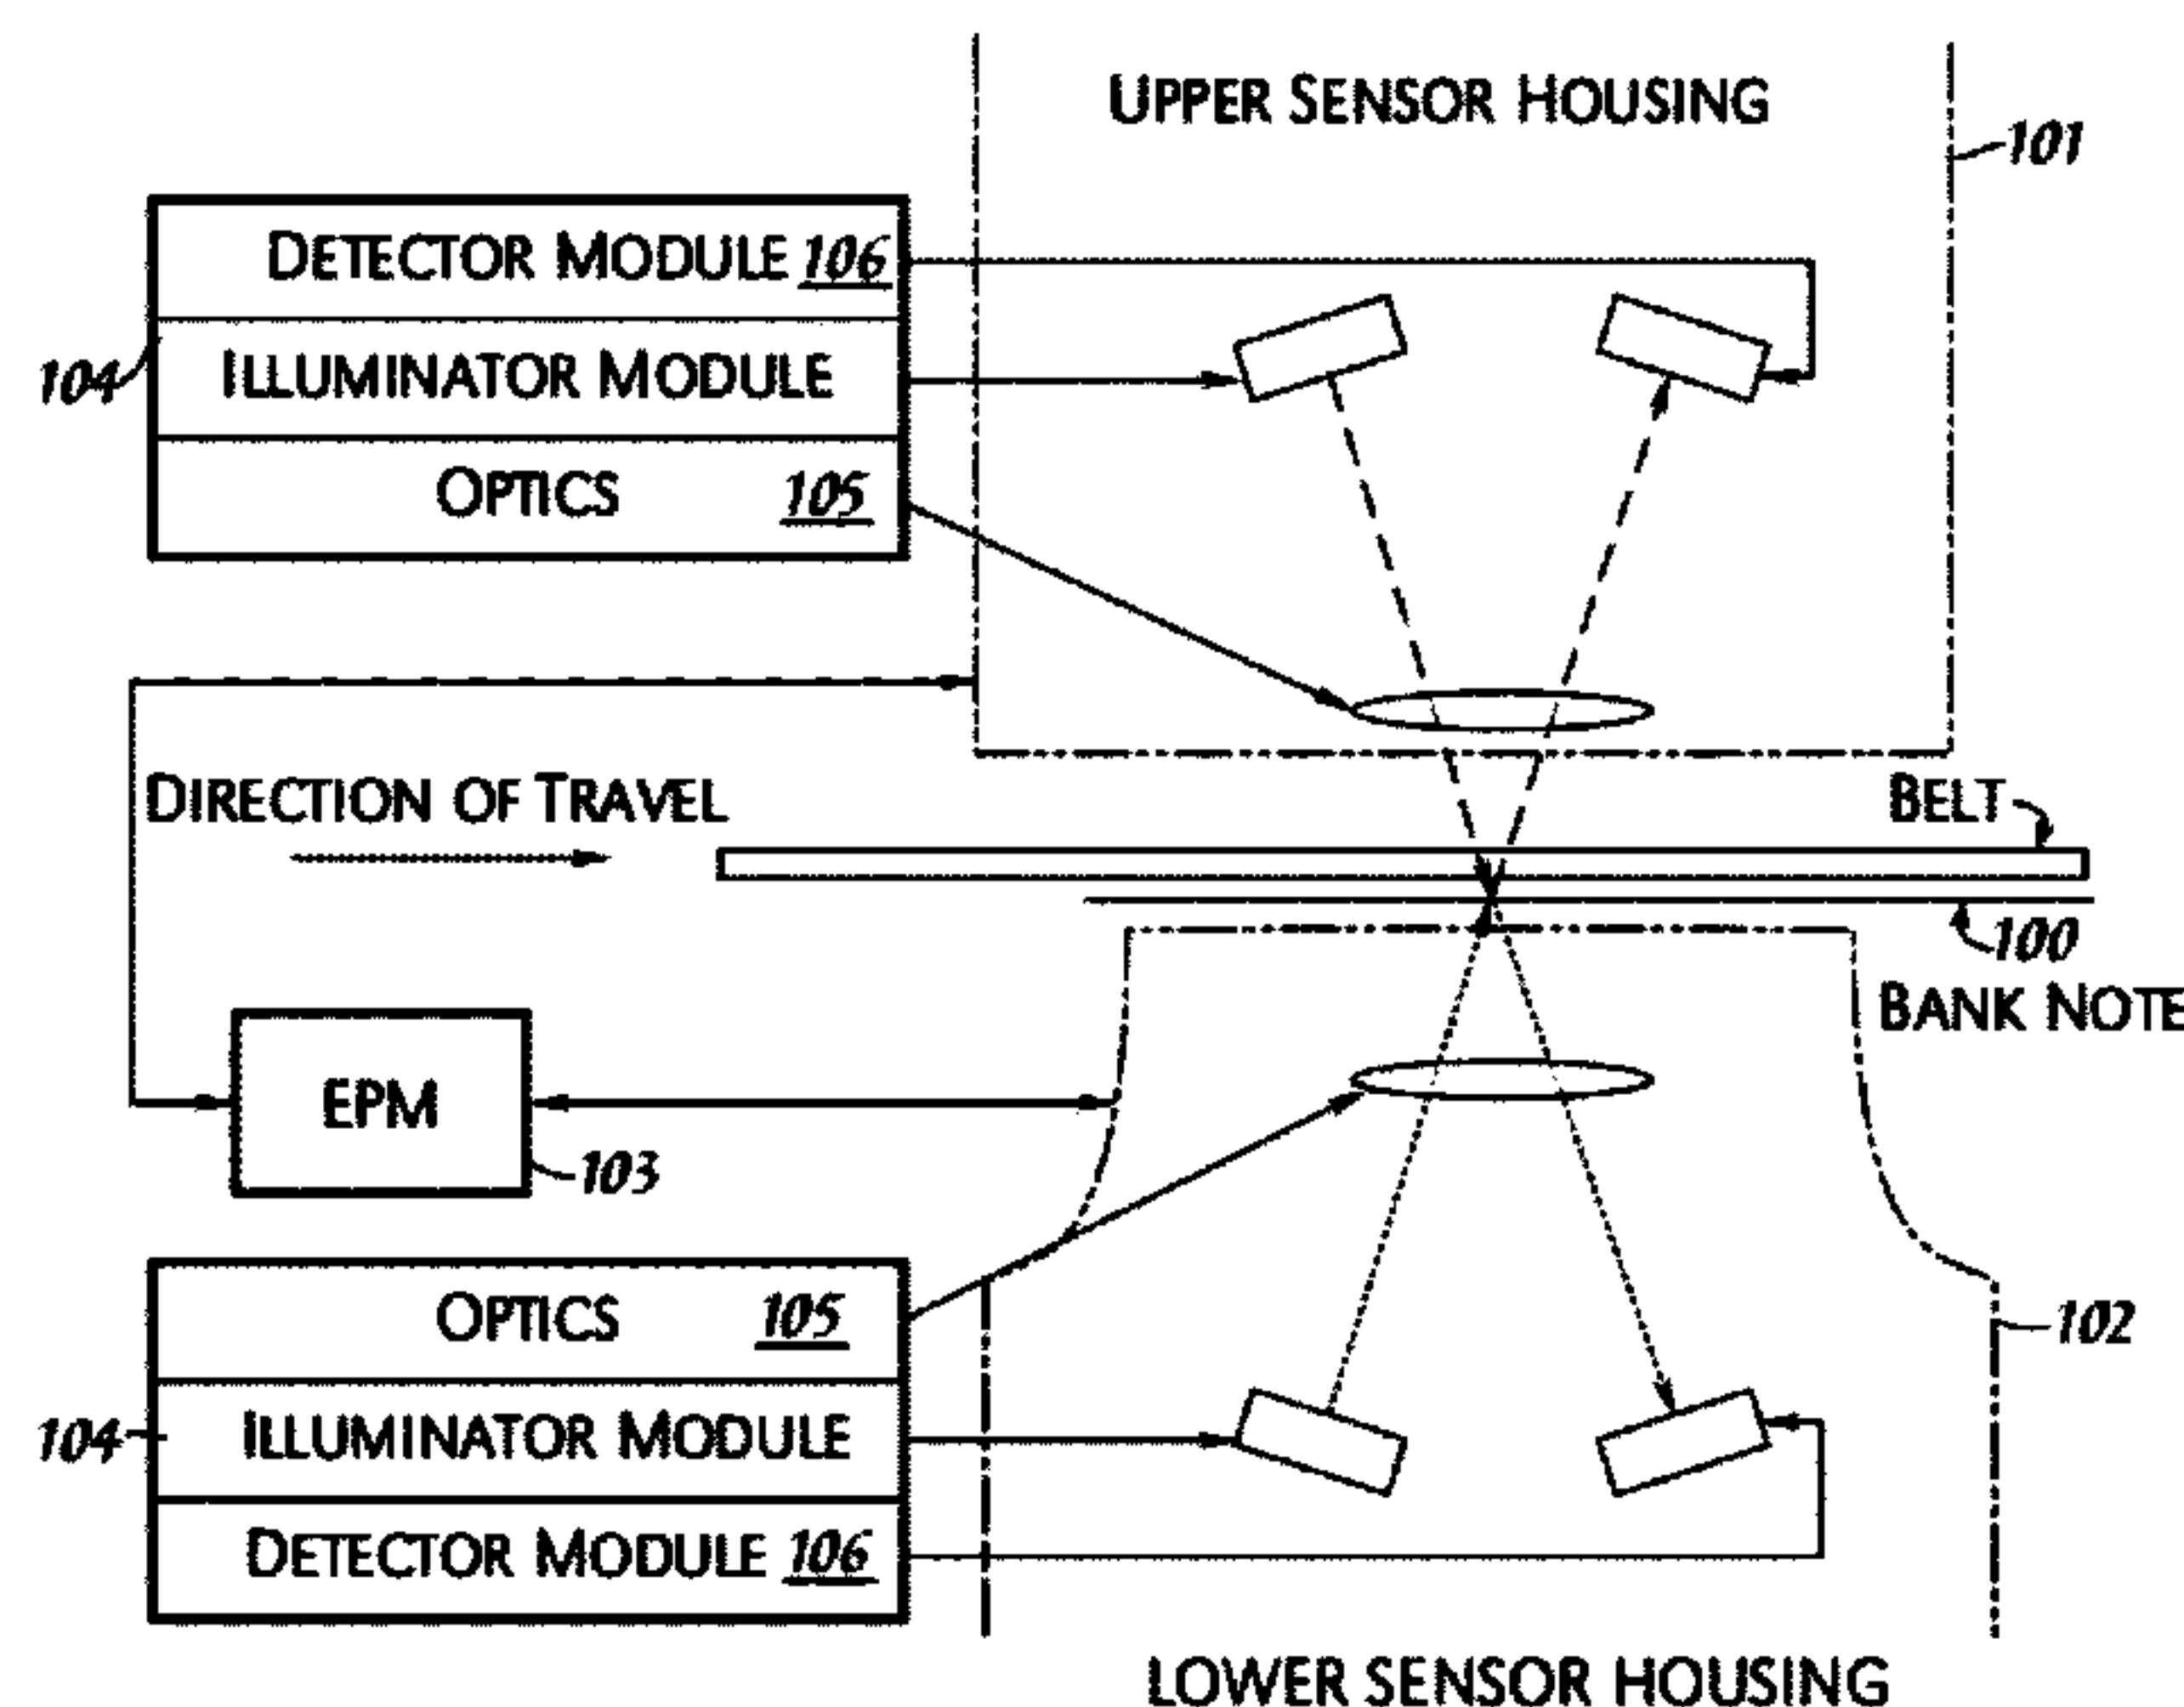 UPPER SENSOR HOUSING
101
DETECTOR MODULE 106
104
ILLUMINATOR MODULE
OPTICS 105
DIRECTION OF TRAVEL
BELT
100
BANK NOTE
EPM
103
OPTICS 105
102
104
ILLUMINATOR MODULE
DETECTOR MODULE 106
LOWER SENSOR HOUSING